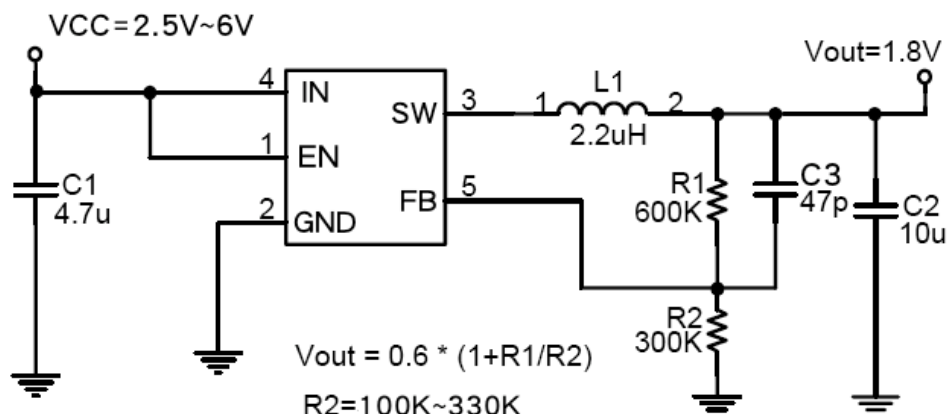 VCC=2.5V~6V
Vout=1.8V
4
IN
SW
3
1
L1
2
2.2uH
1
EN
C1
4.7u
2
GND
FB
5
R1
600K
C3
47p
C2
10u
R2
300K
Vout = 0.6 * (1+R1/R2)
R2=100K~330K